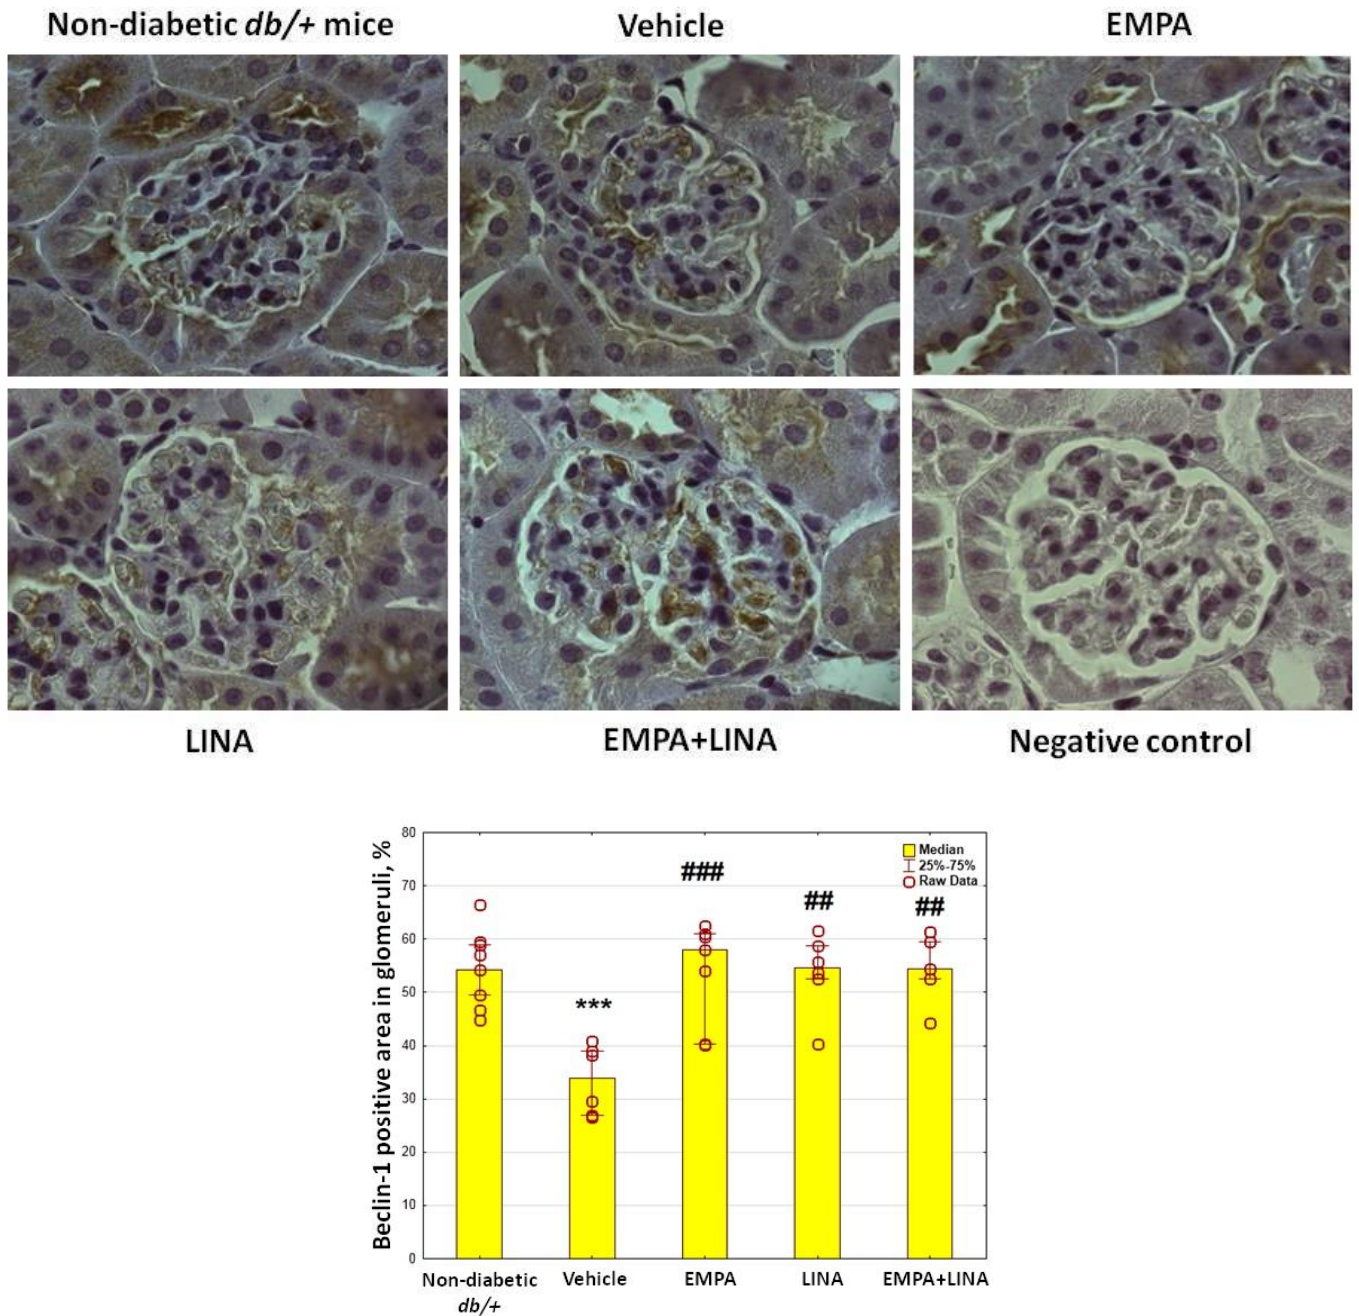 Non-diabetic db/+ mice
Vehicle
EMPA
LINA
EMPA+LINA
Negative control
Beclin-1 positive area in glomeruli, %
80
70
60
50
40
30
20
10
0
Median
25%-75%
Raw Data
***
###
##
##
Non-diabetic
db/+
Vehicle
EMPA
LINA
EMPA+LINA